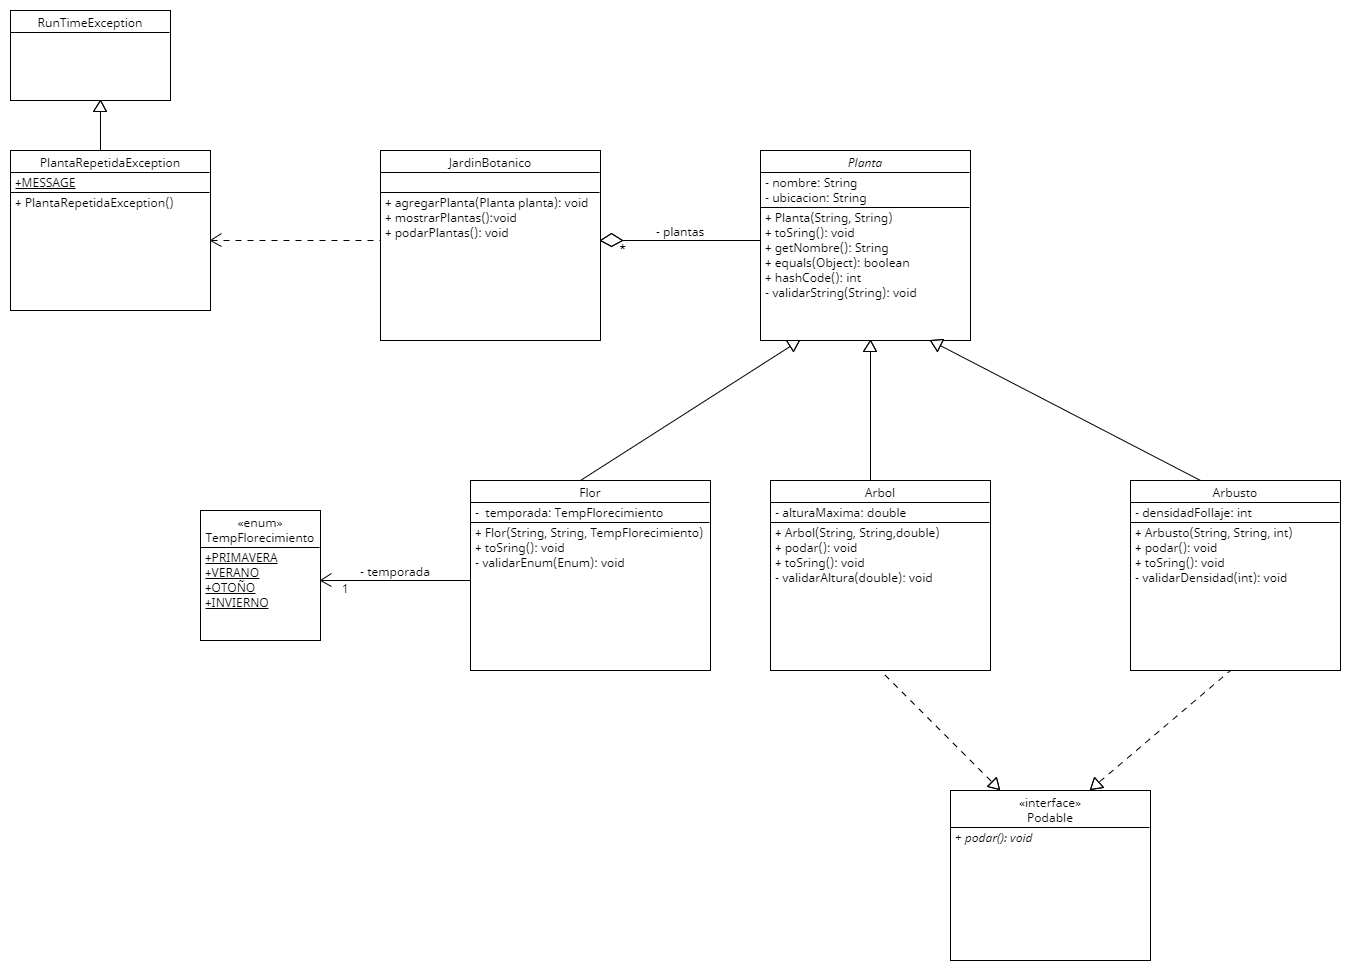 RunTimeException
PlantaRepetidaException
+MESSAGE
+ PlantaRepetidaException()
JardinBotanico
+ agregarPlanta(Planta planta): void
+ mostrarPlantas():void
+ podarPlantas(): void
*
- plantas
Planta
- nombre: String
- ubicacion: String
+ Planta(String, String)
+ toSring(): void
+ getNombre(): String
+ equals(Object): boolean
+ hashCode(): int
- validarString(String): void
«enum»
TempFlorecimiento
+PRIMAVERA
+VERANO
+OTOÑO
+INVIERNO
- temporada
1
Flor
- temporada: TempFlorecimiento
+ Flor(String, String, TempFlorecimiento)
+ toSring(): void
- validarEnum(Enum): void
Arbol
- alturaMaxima: double
+ Arbol(String, String,double)
+ podar(): void
+ toSring(): void
- validarAltura(double): void
Arbusto
- densidadFollaje: int
+ Arbusto(String, String, int)
+ podar(): void
+ toSring(): void
- validarDensidad(int): void
«interface»
Podable
+ podar(): void